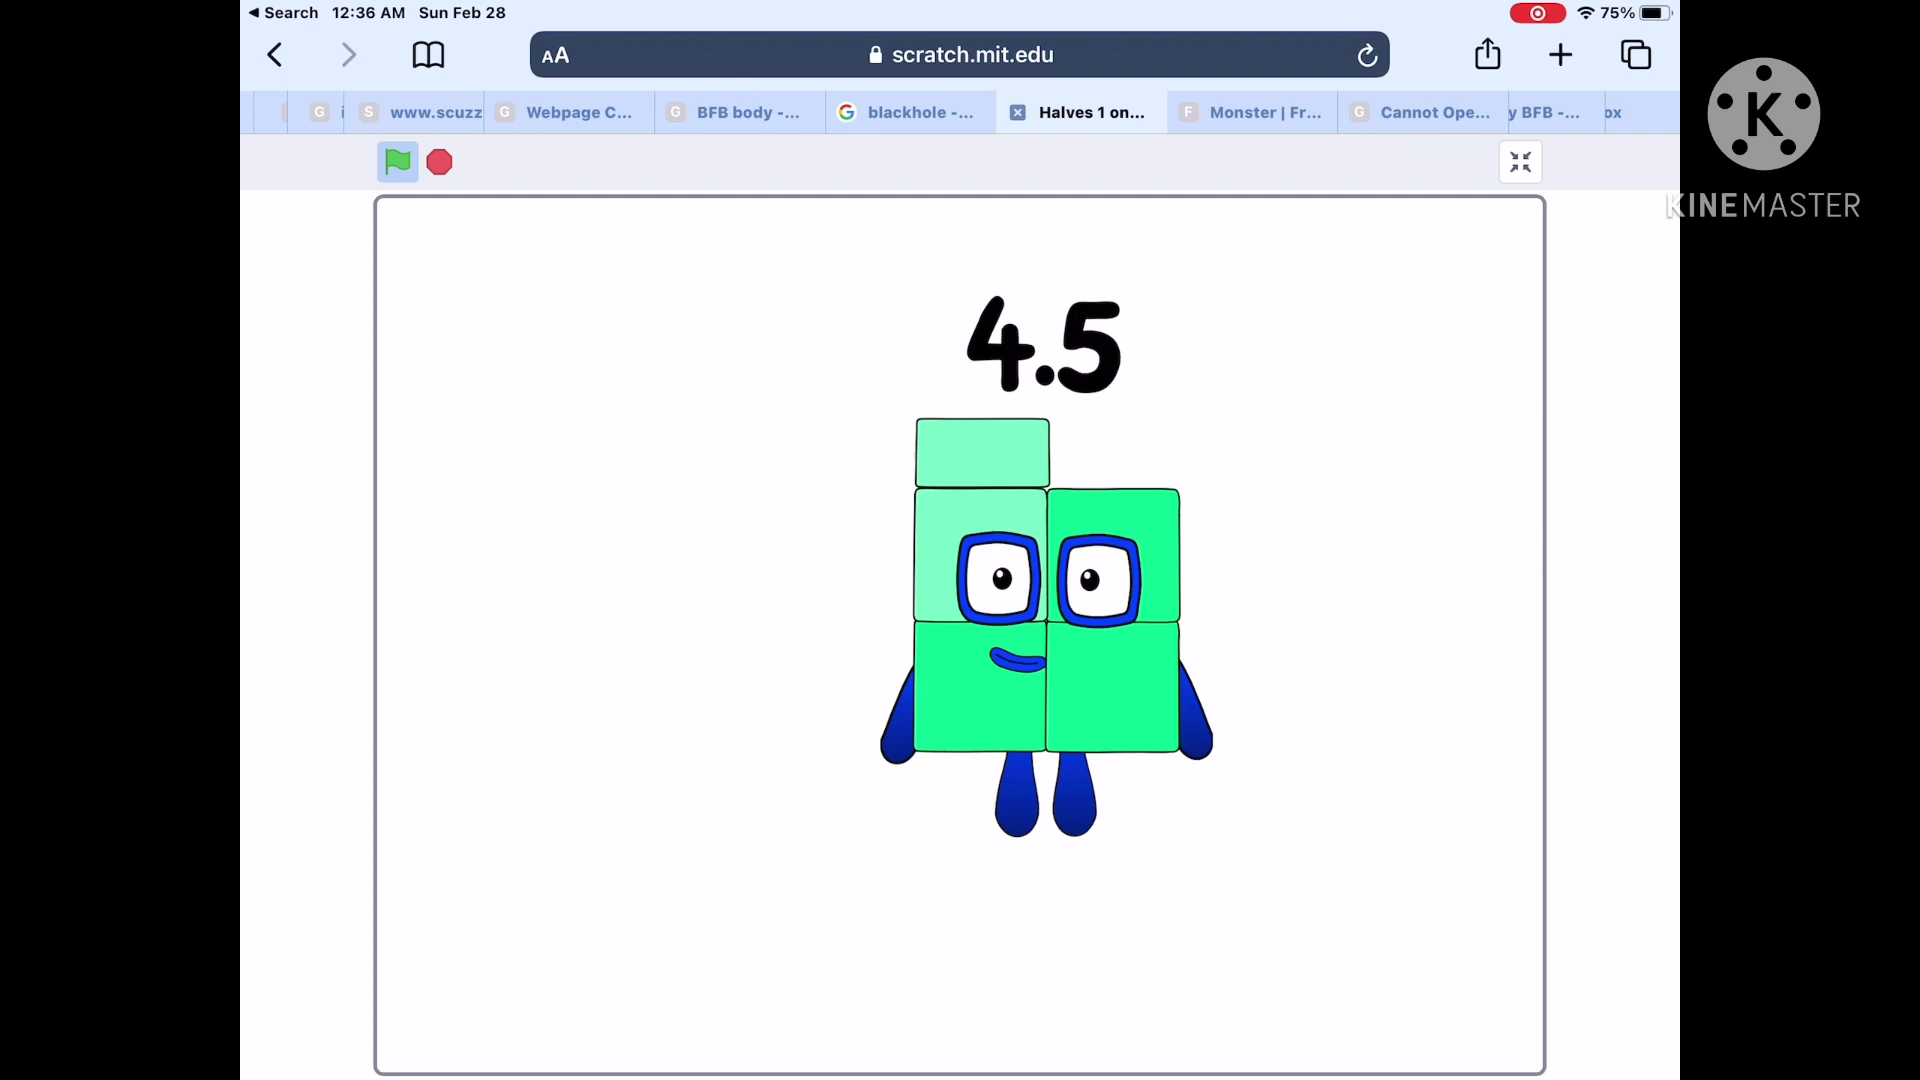 Search 12:36 AM Sun Feb 28
75%
AA
scratch.mit.edu
G
S www.scuzz
G Webpage C...
G BFB body -...
G blackhole -...
Halves 1 on...
F Monster | Fr...
G Cannot Ope...
y BFB -...
ox
K
KINEMASTER
4.5